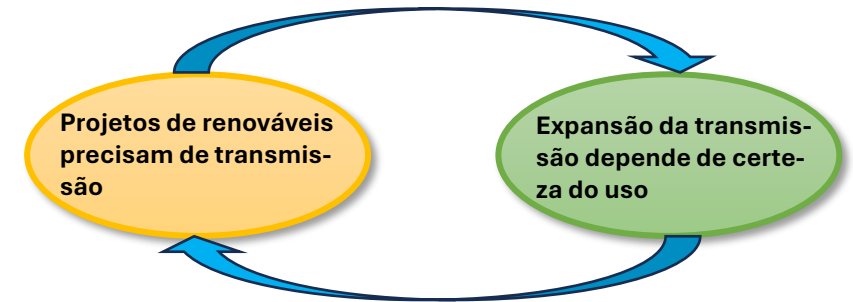 Projetos de renováveis
precisam de transmis-
são
Expansão da transmis-
são depende de certe-
za do uso